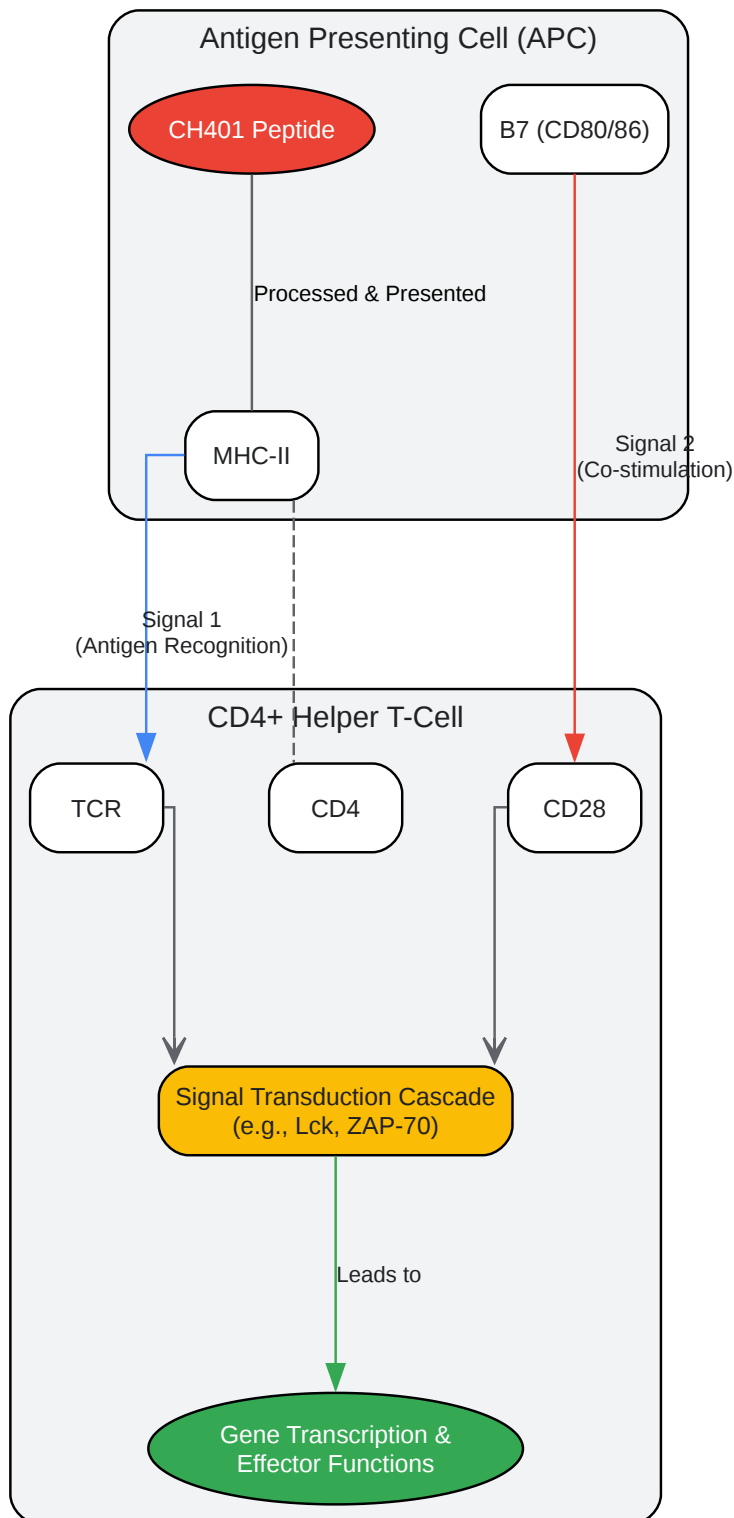 Antigen Presenting Cell (APC)
CH401 Peptide
B7 (CD80/86)
Processed & Presented
MHC-II
Signal 2
(Co-stimulation)
Signal 1
(Antigen Recognition)
CD4+ Helper T-Cell
TCR
CD4
CD28
Signal Transduction Cascade
(e.g., Lck, ZAP-70)
Leads to
Gene Transcription &
Effector Functions